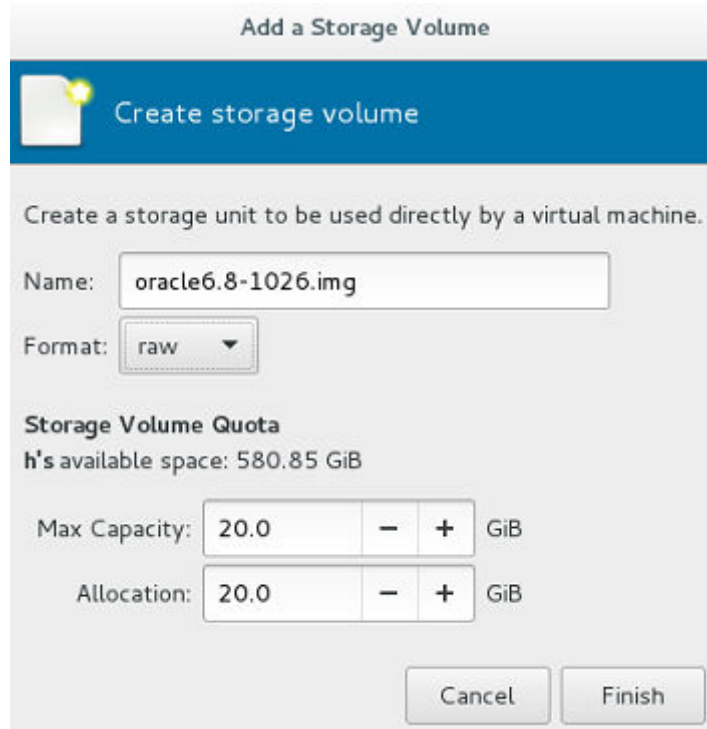 Add a Storage Volume
Create storage volume
Create a storage unit to be used directly by a virtual machine.
Name: oracle6.8-1026.img
Format: raw
Storage Volume Quota
h's available space: 580.85 GiB
Max Capacity: 20.0 − + GiB
Allocation: 20.0 − + GiB
Cancel Finish